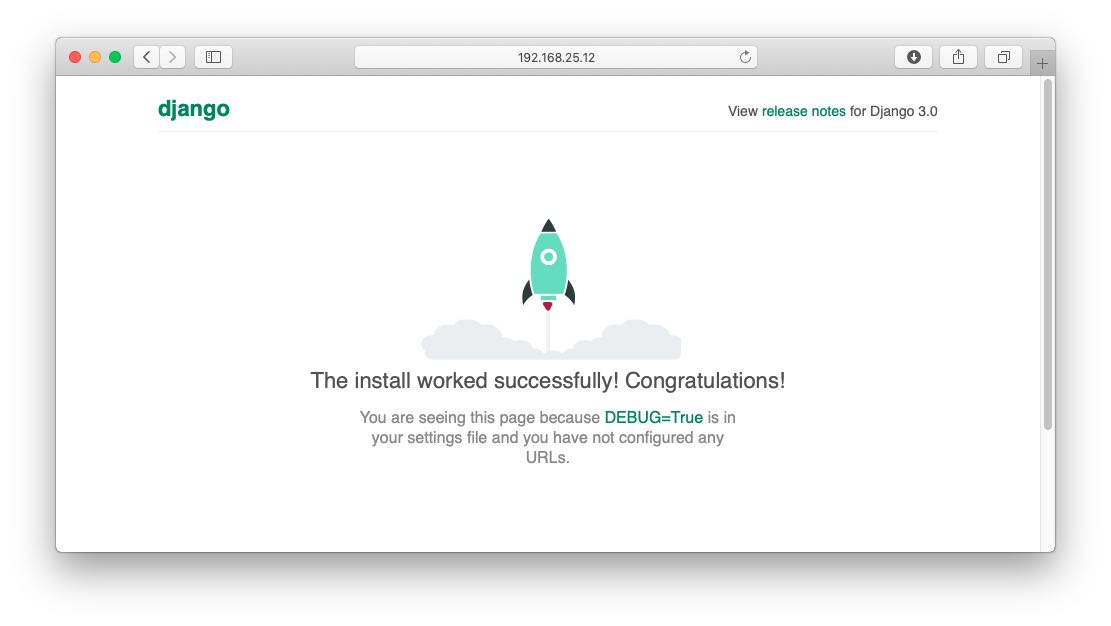 192.168.25.12
django
View release notes for Django 3.0
The install worked successfully! Congratulations!
You are seeing this page because DEBUG=True is in
your settings file and you have not configured any
URLs.